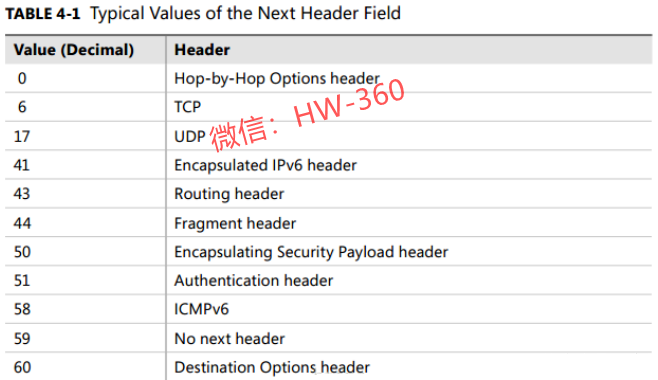 TABLE 4-1 Typical Values of the Next Header Field
Value (Decimal) Header
0 Hop-by-Hop Options header
6 TCP
17 UDP
微信：HW-360
41 Encapsulated IPv6 header
43 Routing header
44 Fragment header
50 Encapsulating Security Payload header
51 Authentication header
58 ICMPv6
59 No next header
60 Destination Options header